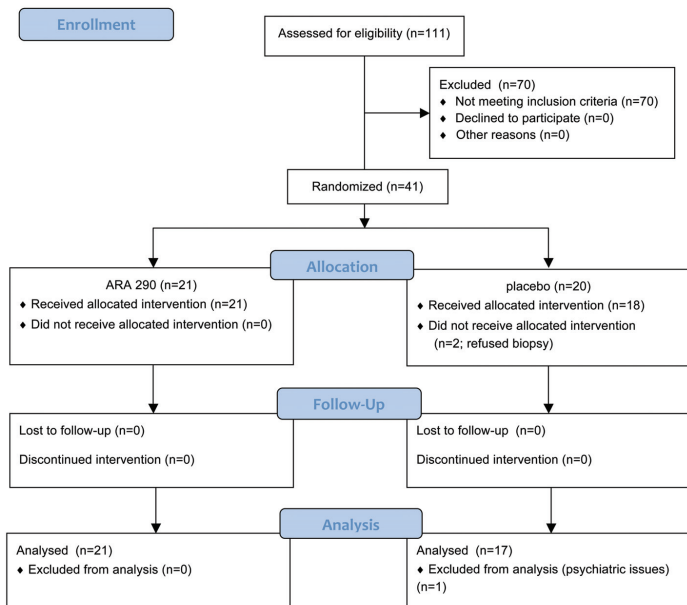 Enrollment
Assessed for eligibility (n=111)
Excluded (n=70)
♦ Not meeting inclusion criteria (n=70)
♦ Declined to participate (n=0)
♦ Other reasons (n=0)
Randomized (n=41)
Allocation
ARA 290 (n=21)
♦ Received allocated intervention (n=21)
♦ Did not receive allocated intervention (n=0)
placebo (n=20)
♦ Received allocated intervention (n=18)
♦ Did not receive allocated intervention
(n=2; refused biopsy)
Follow-Up
Lost to follow-up (n=0)
Discontinued intervention (n=0)
Lost to follow-up (n=0)
Discontinued intervention (n=0)
Analysis
Analysed (n=21)
♦ Excluded from analysis (n=0)
Analysed (n=17)
♦ Excluded from analysis (psychiatric issues)
(n=1)